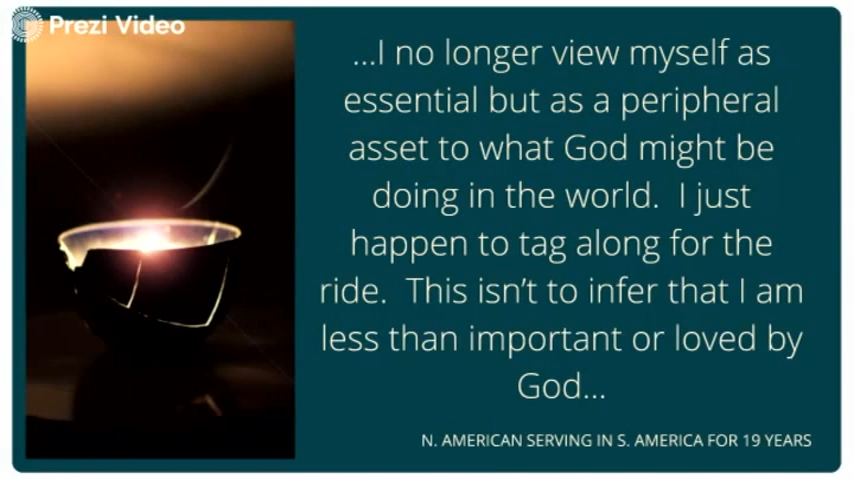 Prezi Video
...I no longer view myself as
essential but as a peripheral
asset to what God might be
doing in the world.  I just
happen to tag along for the
ride.  This isn't to infer that I am
less than important or loved by
God...
N. AMERICAN SERVING IN S. AMERICA FOR 19 YEARS